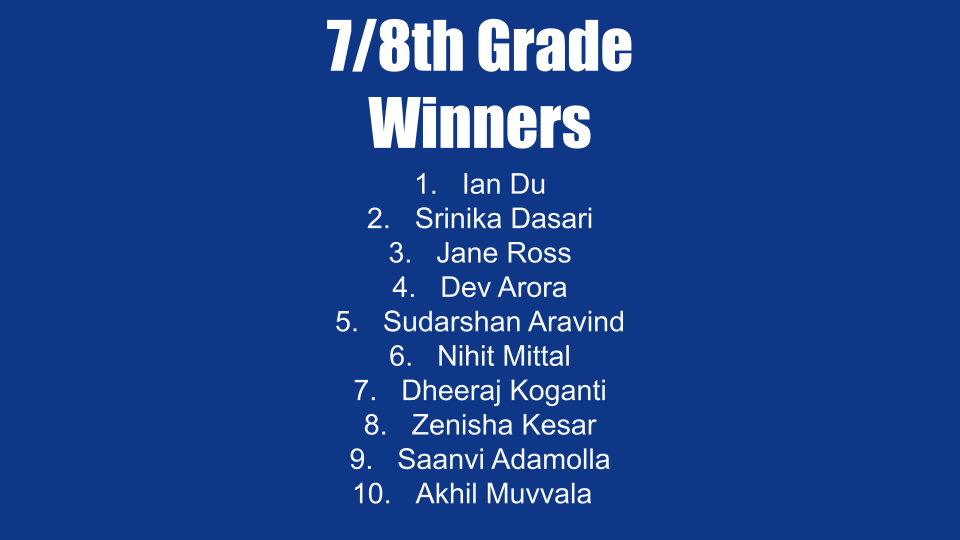 7/8th Grade
Winners
1. Ian Du
2. Srinika Dasari
3. Jane Ross
4. Dev Arora
5. Sudarshan Aravind
6. Nihit Mittal
7. Dheeraj Koganti
8. Zenisha Kesar
9. Saanvi Adamolla
10. Akhil Muvvala